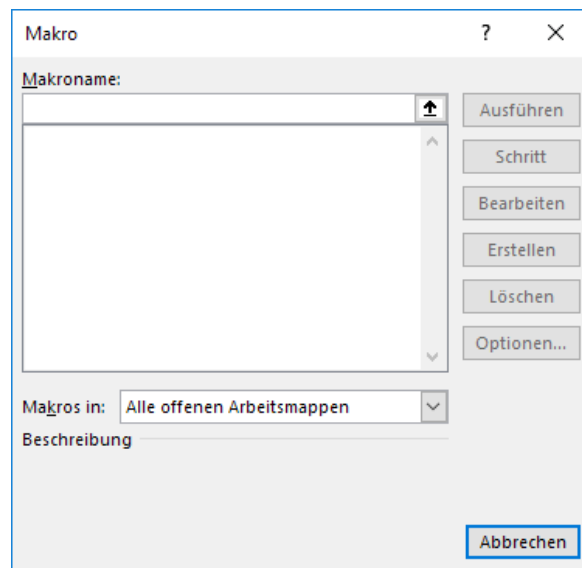 Makro ?
Makroname:
Ausführen
Schritt
Bearbeiten
Erstellen
Löschen
Optionen...
Makros in: Alle offenen Arbeitsmappen
Beschreibung
Abbrechen